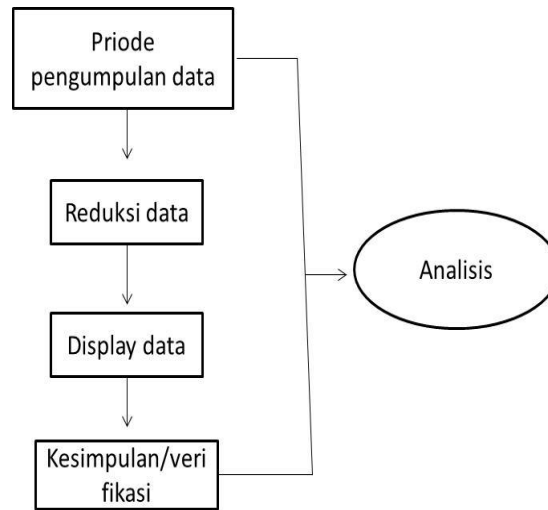 Priode
pengumpulan data
Reduksi data
Analisis
Display data
Kesimpulan/veri
fikasi